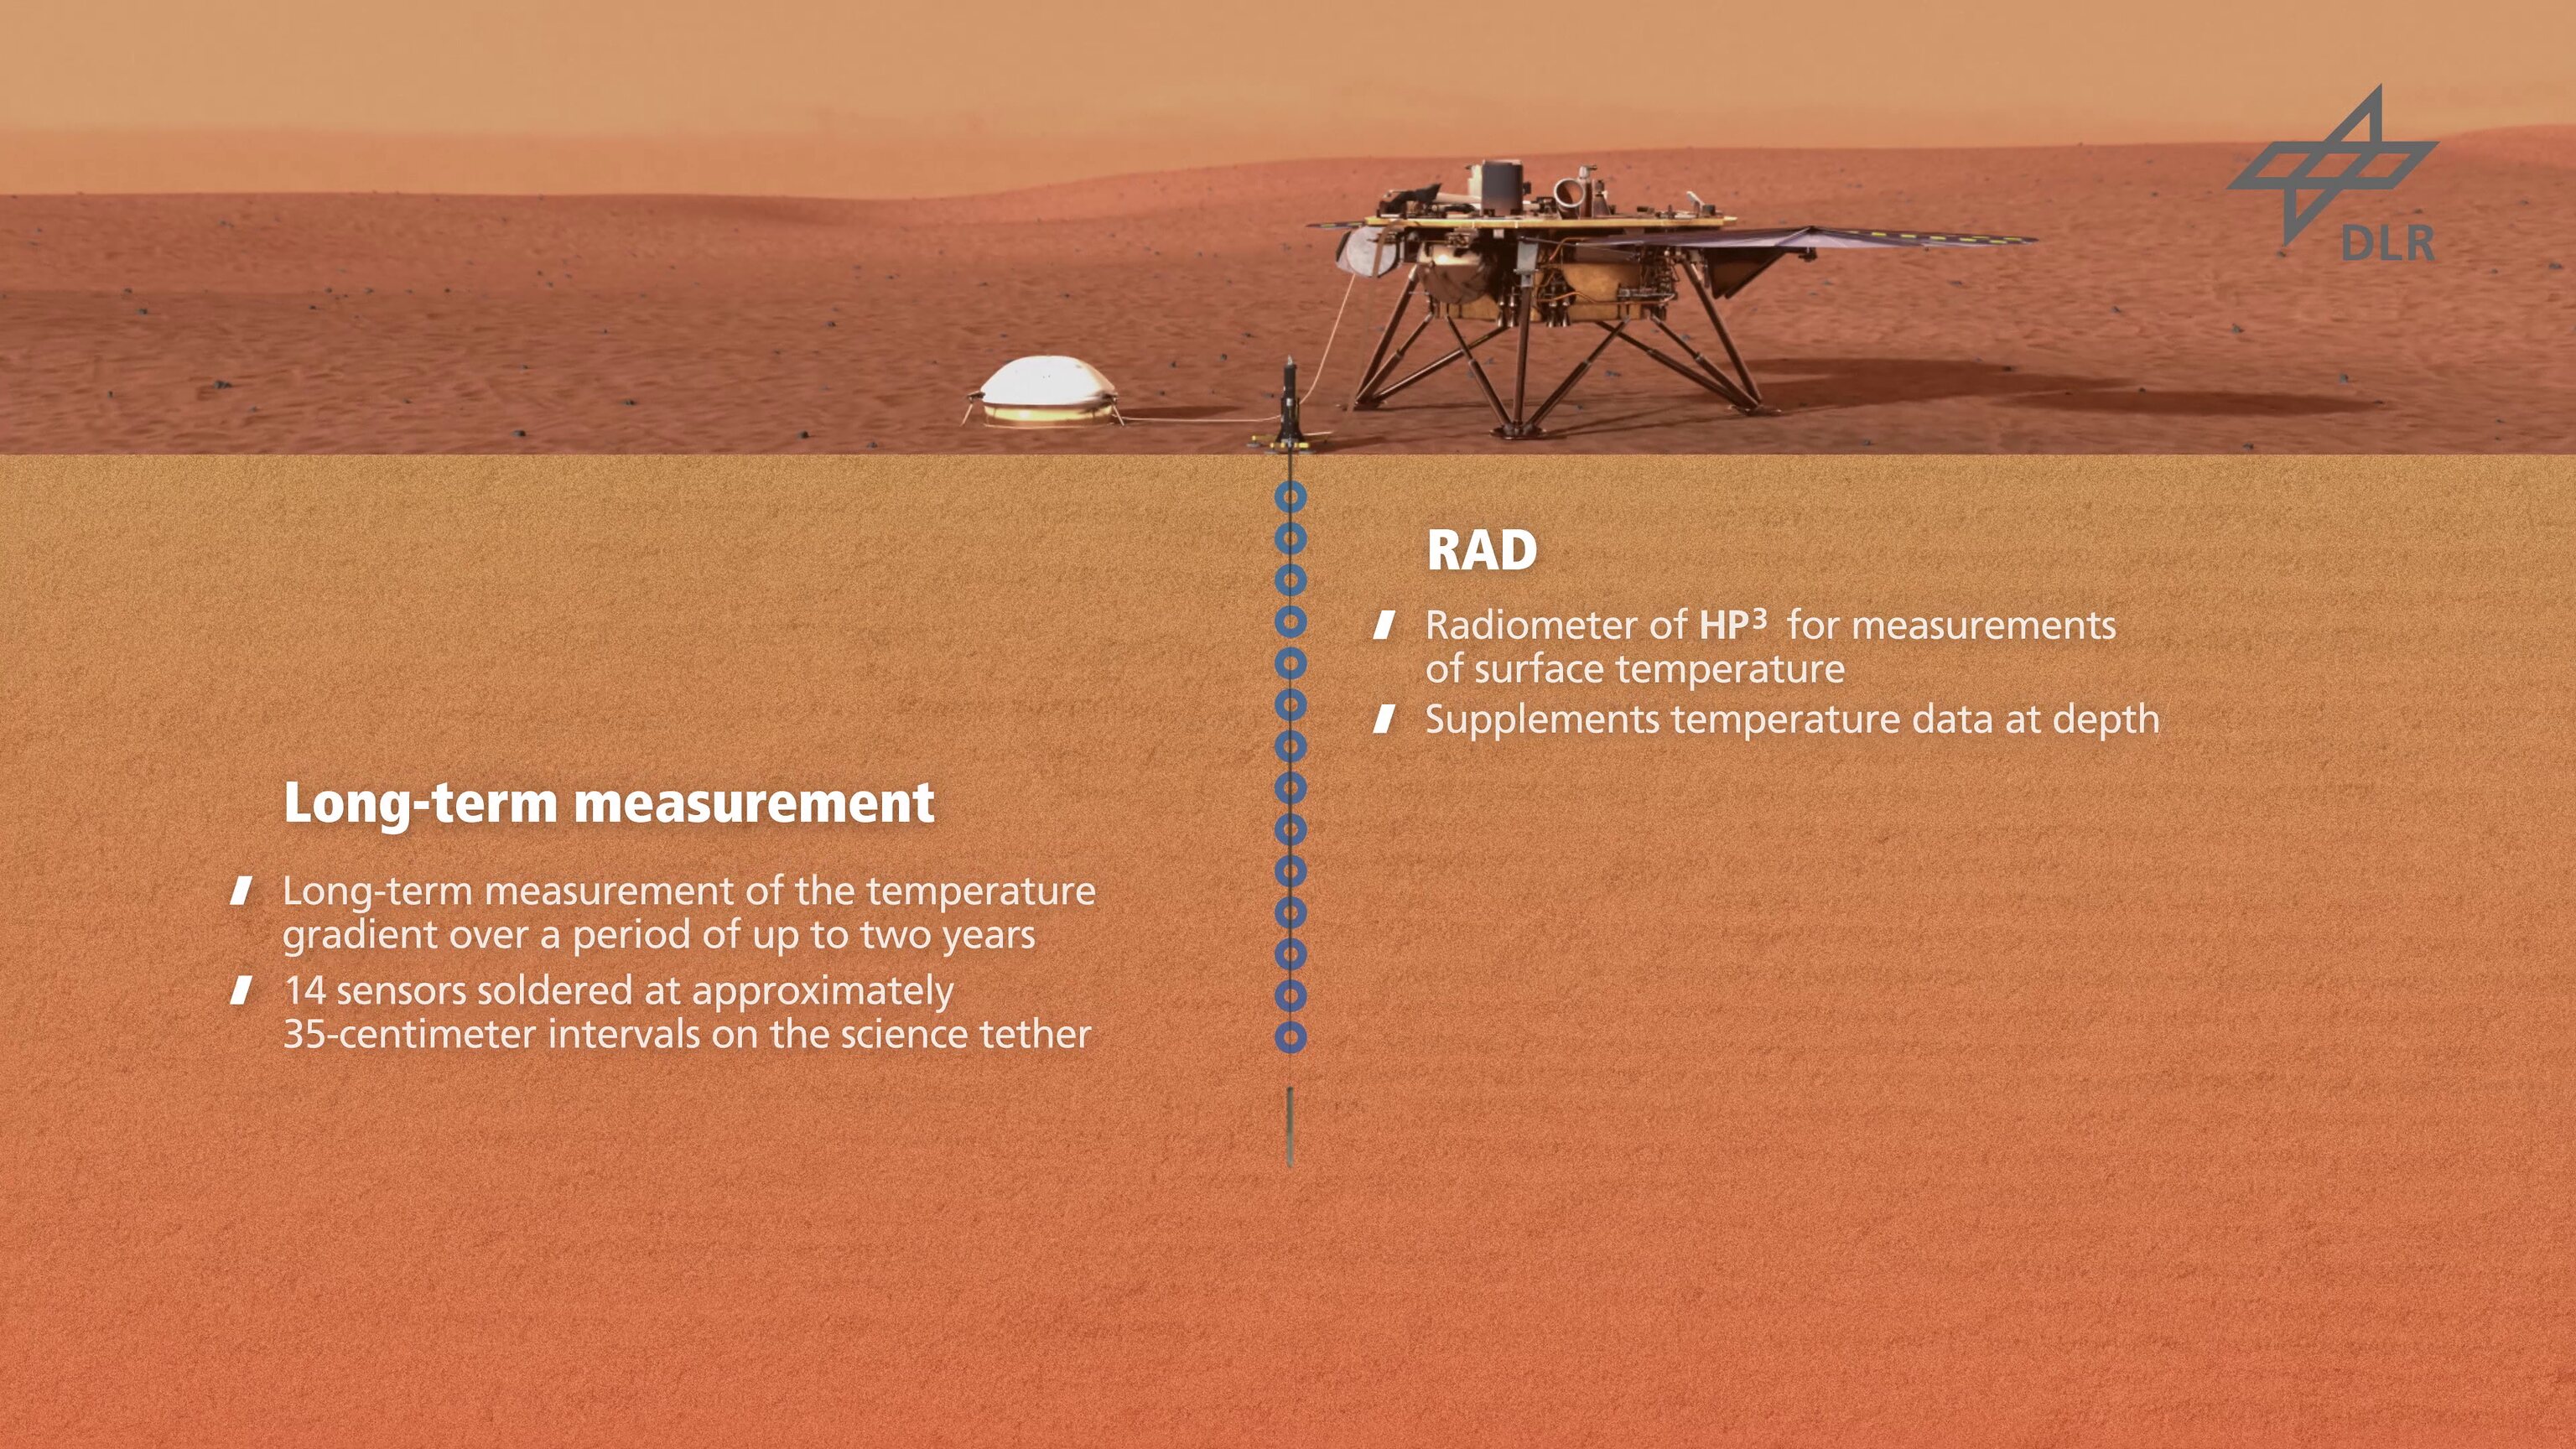 DLR
RAD
Radiometer of HP³ for measurements
of surface temperature
Supplements temperature data at depth
Long-term measurement
Long-term measurement of the temperature
gradient over a period of up to two years
14 sensors soldered at approximately
35-centimeter intervals on the science tether